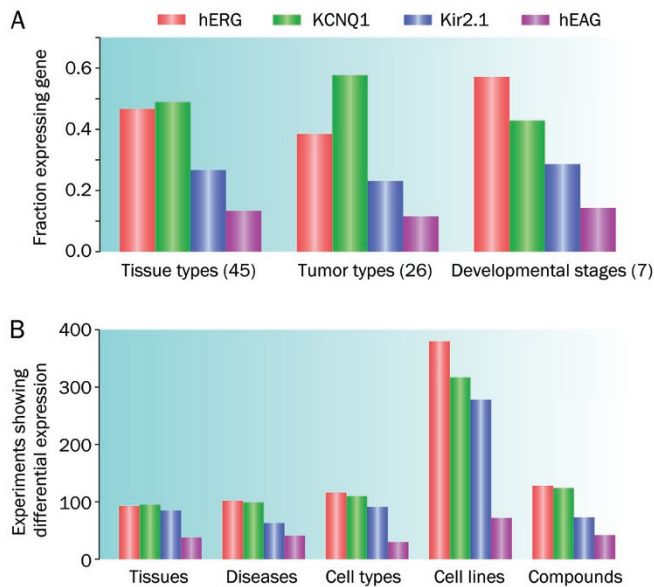 A
hERG KCNQ1 Kir2.1 hEAG
Fraction expressing gene
0.6
0.4
0.2
0.0
Tissue types (45) Tumor types (26) Developmental stages (7)
B
Experiments showing
differential expression
400
300
200
100
0
Tissues Diseases Cell types Cell lines Compounds